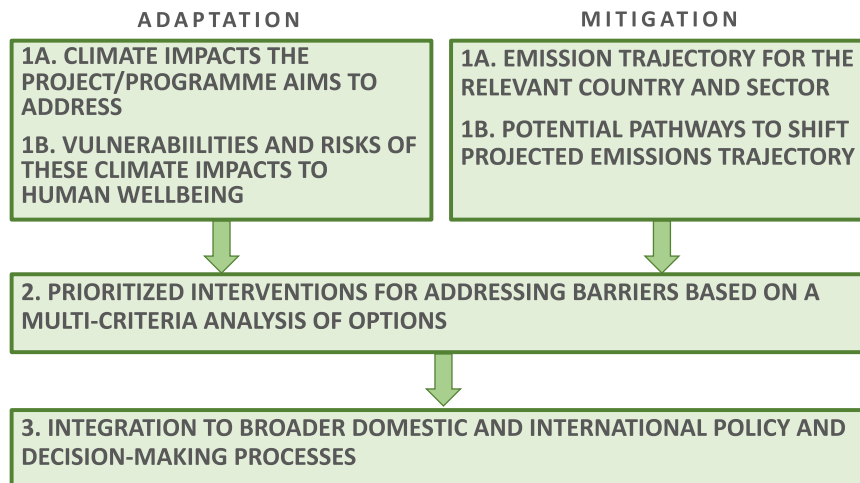 ADAPTATION
1A. CLIMATE IMPACTS THE
PROJECT/PROGRAMME AIMS TO
ADDRESS
1B. VULNERABIILITIES AND RISKS OF
THESE CLIMATE IMPACTS TO
HUMAN WELLBEING
MITIGATION
1A. EMISSION TRAJECTORY FOR THE
RELEVANT COUNTRY AND SECTOR
1B. POTENTIAL PATHWAYS TO SHIFT
PROJECTED EMISSIONS TRAJECTORY
2. PRIORITIZED INTERVENTIONS FOR ADDRESSING BARRIERS BASED ON A
MULTI-CRITERIA ANALYSIS OF OPTIONS
3. INTEGRATION TO BROADER DOMESTIC AND INTERNATIONAL POLICY AND
DECISION-MAKING PROCESSES